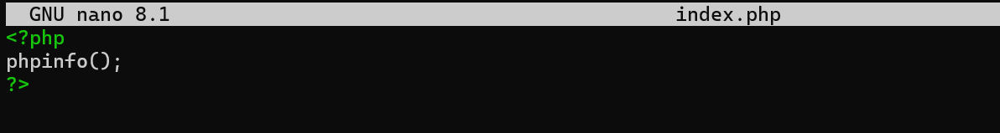 GNU nano 8.1 index.php
<?php
phpinfo();
?>